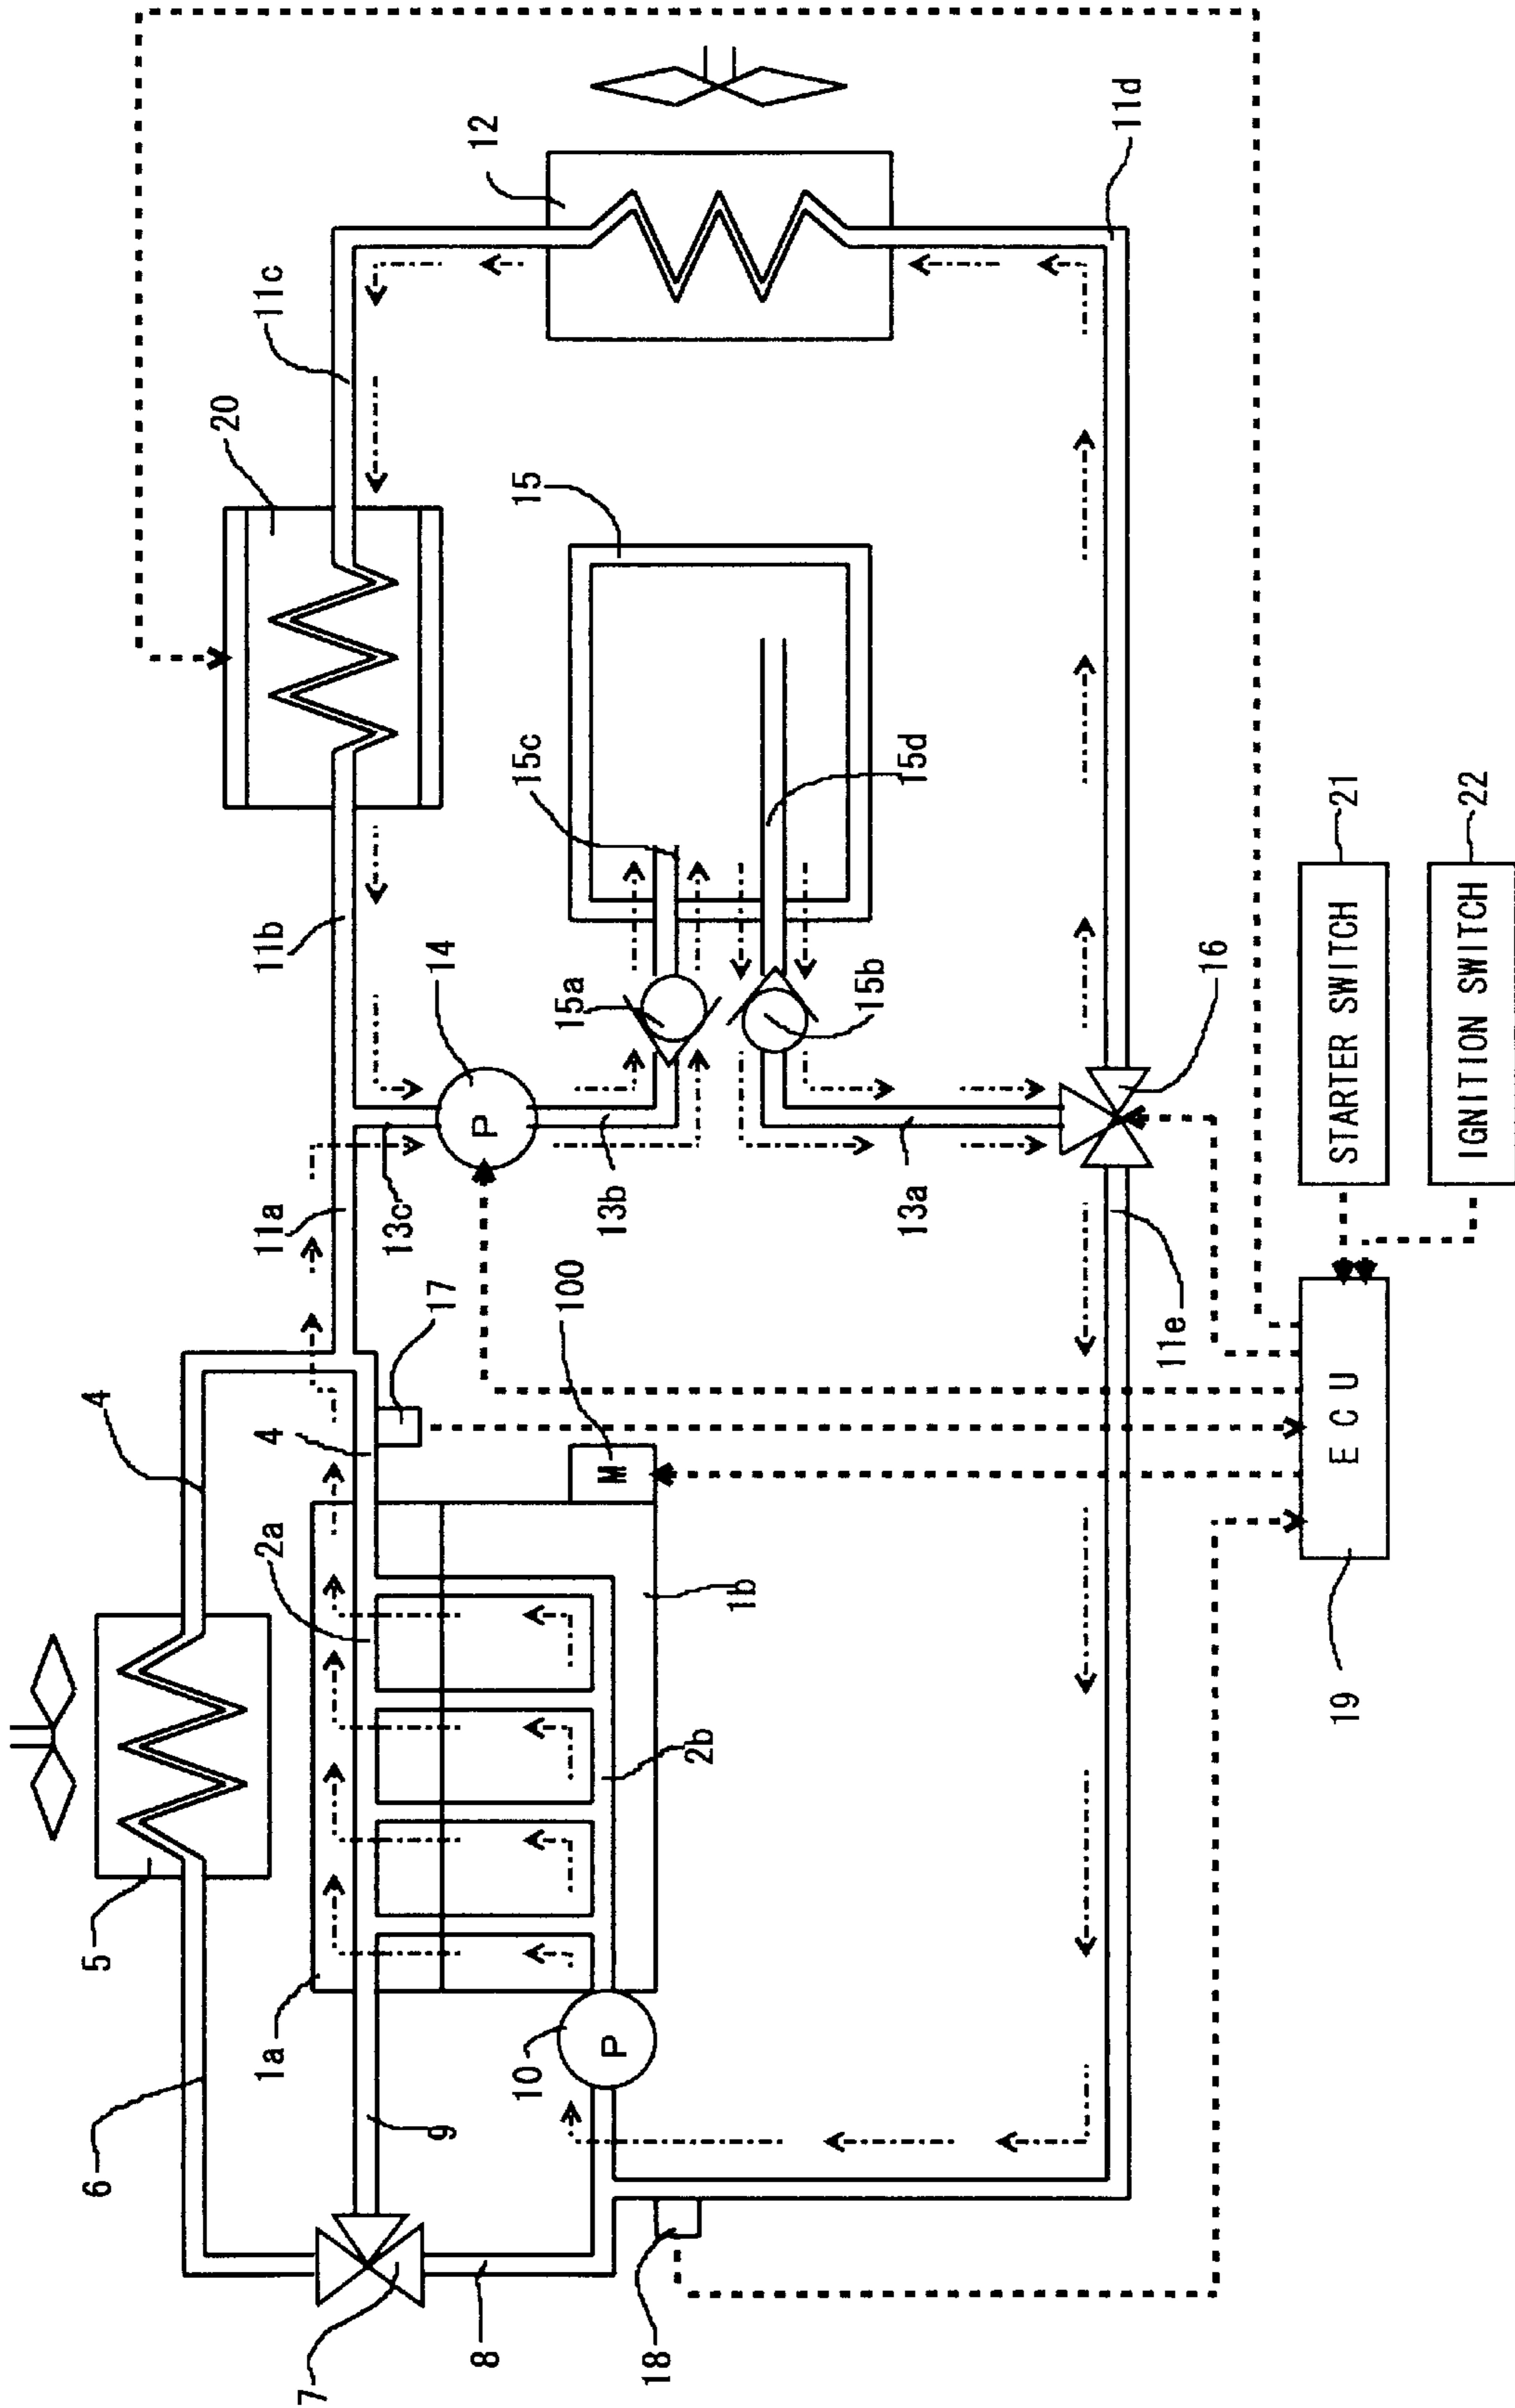 12
11d
11c
20
15
15c
15d
11b
14
15a
15b
16
P
13b
13a
13c
11a
17
100
M
11e
4
4
2a
1b
2b
5
1a
10
P
6
9
8
7
18
19
E C U
STARTER SWITCH
21
IGNITION SWITCH
22